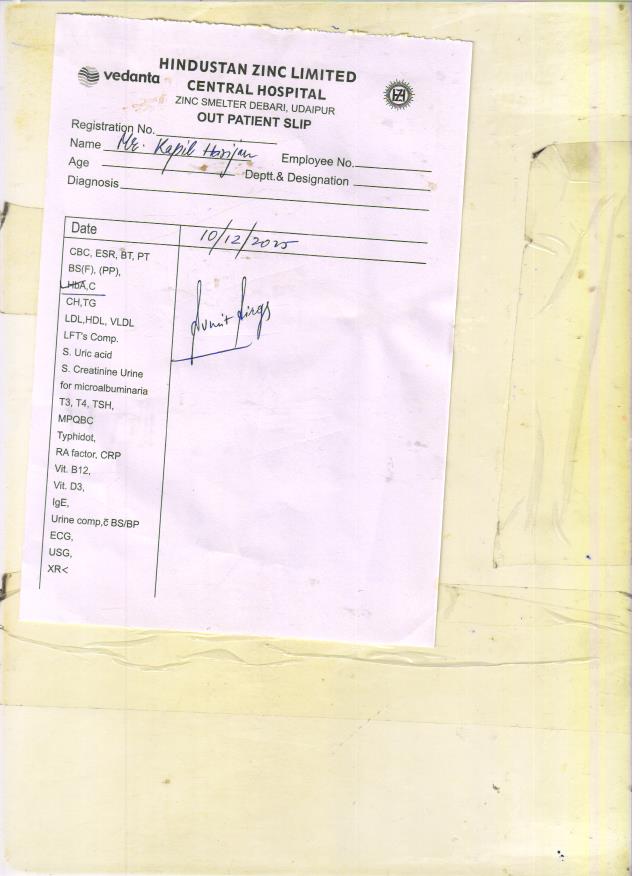 vedanta
HINDUSTAN ZINC LIMITED
CENTRAL HOSPITAL
ZINC SMELTER DEBARI, UDAIPUR
OUT PATIENT SLIP
Registration No.
Name Mr. Kapil Harijan Employee No.
Age Deptt.& Designation
Diagnosis
Date 10/12/2025
CBC, ESR, BT, PT
BS(F), (PP),
HbA,C
CH,TG
LDL,HDL, VLDL
LFT's Comp.
S. Uric acid
S. Creatinine Urine
for microalbuminaria
T3, T4, TSH,
MPQBC
Typhidot,
RA factor, CRP
Vit. B12,
Vit. D3,
IgE,
Urine comp,c̄ BS/BP
ECG,
USG,
XR<